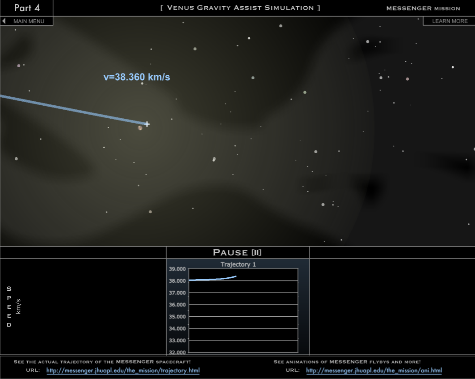 Part 4
[ VENUS GRAVITY ASSIST SIMULATION ]
MESSENGER MISSION
MAIN MENU
LEARN MORE
v=38.360 km/s
PAUSE [II]
Trajectory 1
39.000
38.000
37.000
36.000
35.000
34.000
33.000
32.000
SPEED
km/s
SEE THE ACTUAL TRAJECTORY OF THE MESSENGER SPACECRAFT!
URL: http://messenger.jhuapl.edu/the_mission/trajectory.html
SEE ANIMATIONS OF MESSENGER FLYBYS AND MORE!
URL: http://messenger.jhuapl.edu/the_mission/ani.html